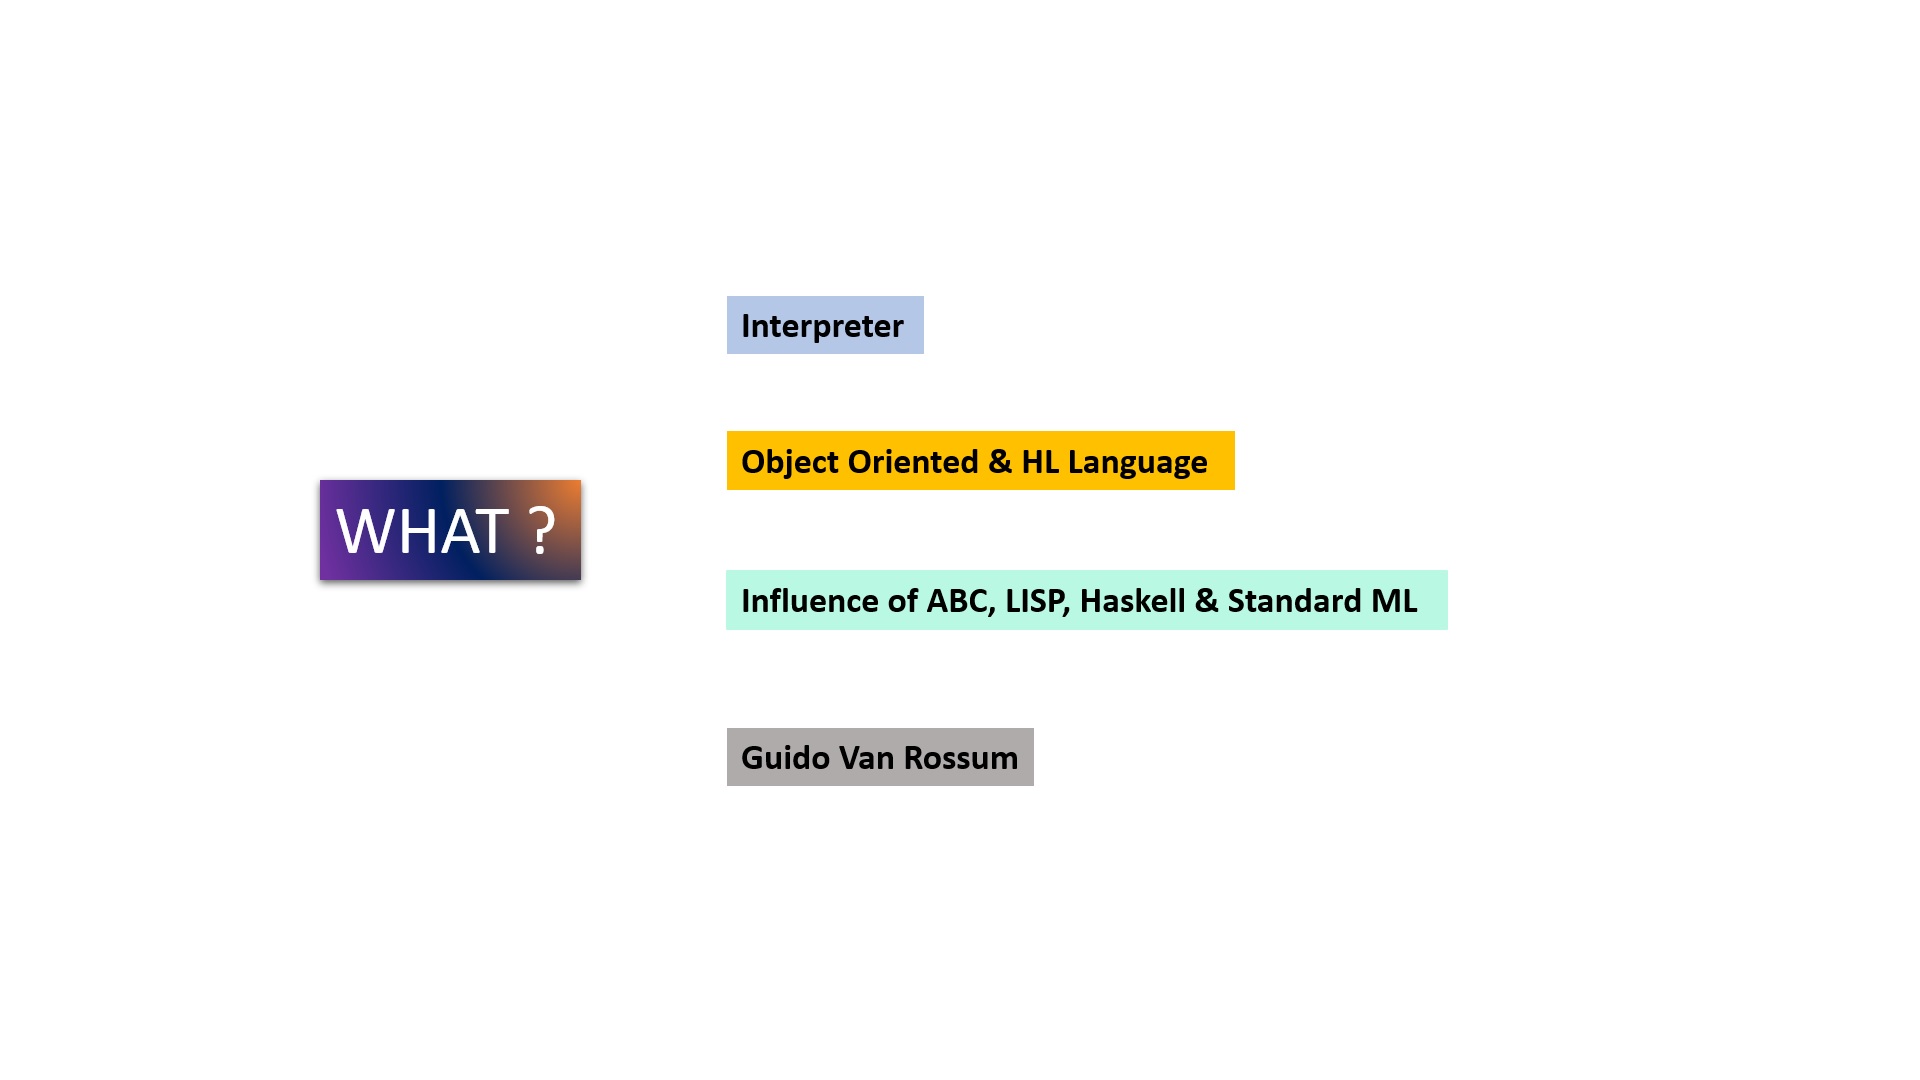 Interpreter
Object Oriented & HL Language
WHAT ?
Influence of ABC, LISP, Haskell & Standard ML
Guido Van Rossum